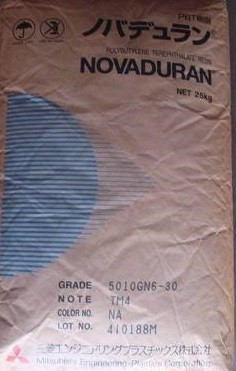 PBT樹脂
ノバデュラン®
POLYBUTYLENE TEREPHTHALATE RESIN
NOVADURAN®
NET 25kg
GRADE 5010GN6-30
NOTE TM4
COLOR NO. NA
LOT NO. 410188M
三菱エンジニアリングプラスチックス株式会社
Mitsubishi Engineering-Plastics Corporation